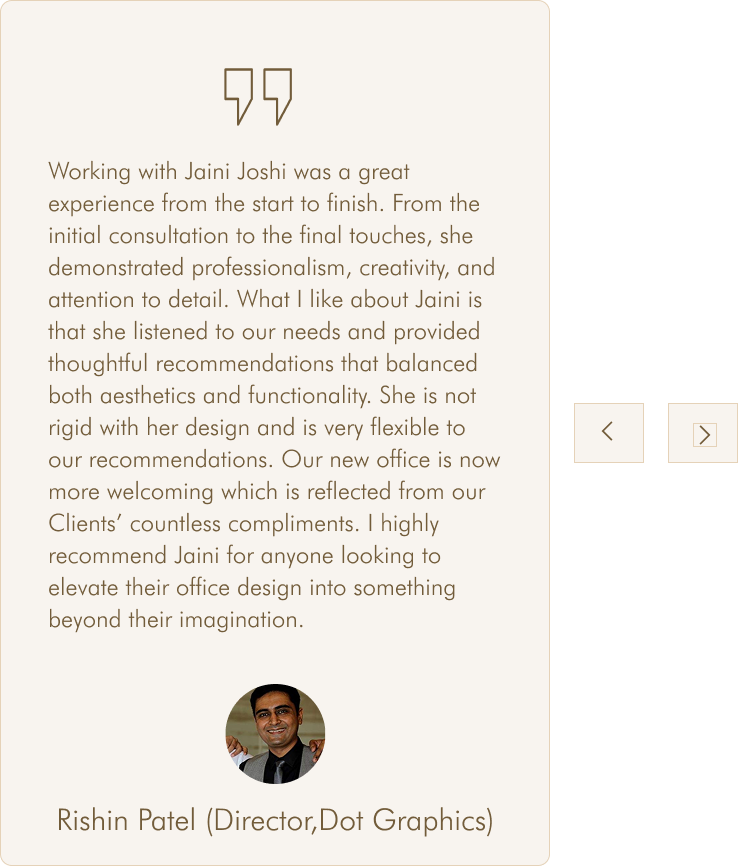 Working with Jaini Joshi was a great
experience from the start to finish. From the
initial consultation to the final touches, she
demonstrated professionalism, creativity, and
attention to detail. What I like about Jaini is
that she listened to our needs and provided
thoughtful recommendations that balanced
both aesthetics and functionality. She is not
rigid with her design and is very flexible to
our recommendations. Our new office is now
more welcoming which is reflected from our
Clients’ countless compliments. I highly
recommend Jaini for anyone looking to
elevate their office design into something
beyond their imagination.
Rishin Patel (Director,Dot Graphics)